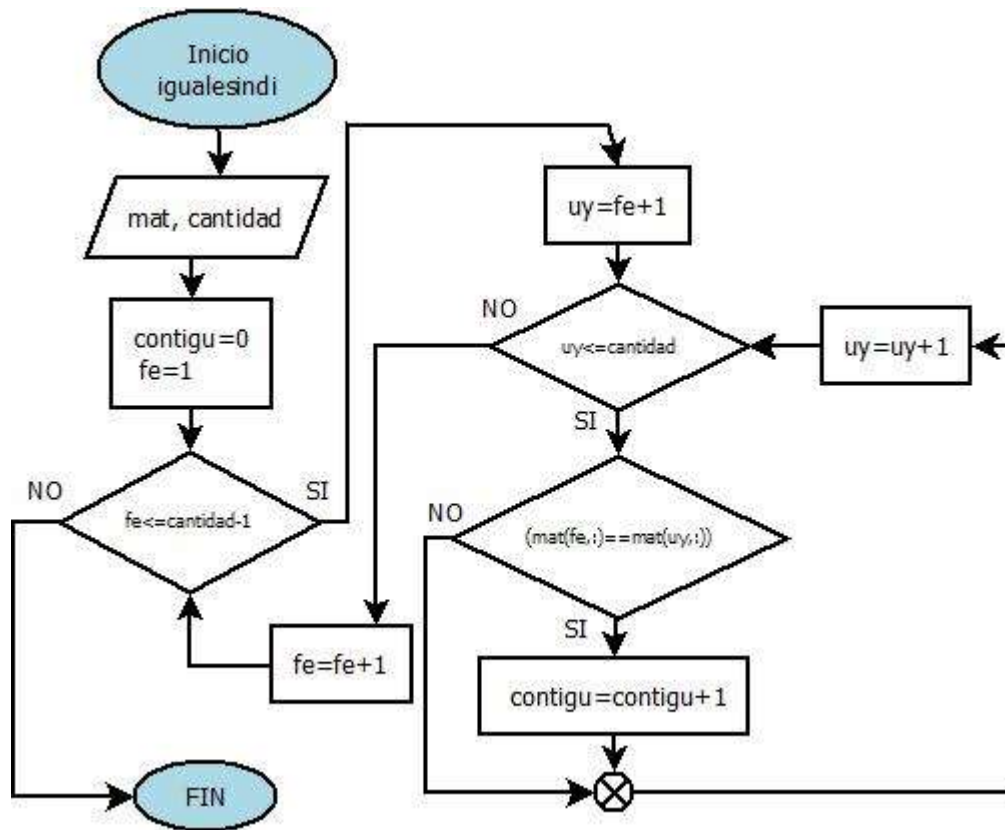 Inicio
igualesindi
mat, cantidad
contigu=0
fe=1
fe<=cantidad-1
NO
SI
uy=fe+1
uy<=cantidad
NO
SI
uy=uy+1
(mat(fe,:)==mat(uy,:))
NO
SI
contigu=contigu+1
fe=fe+1
FIN